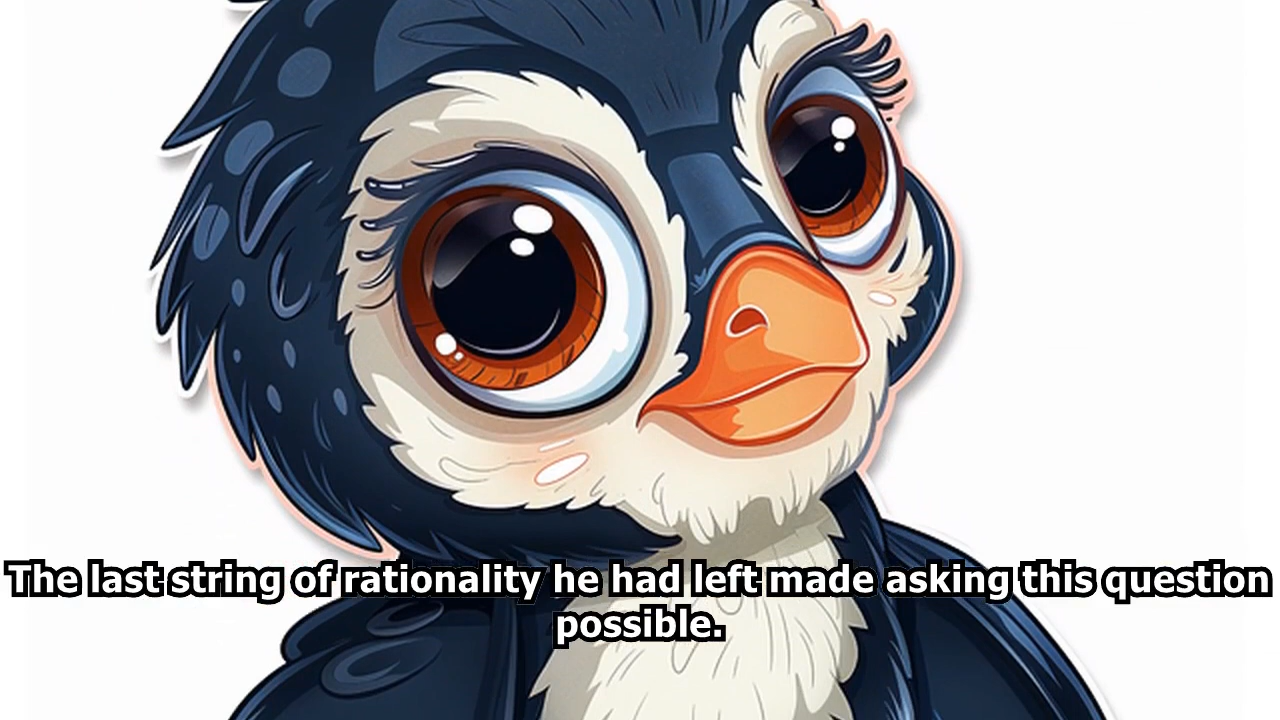 The last string of rationality he had left made asking this question
possible.